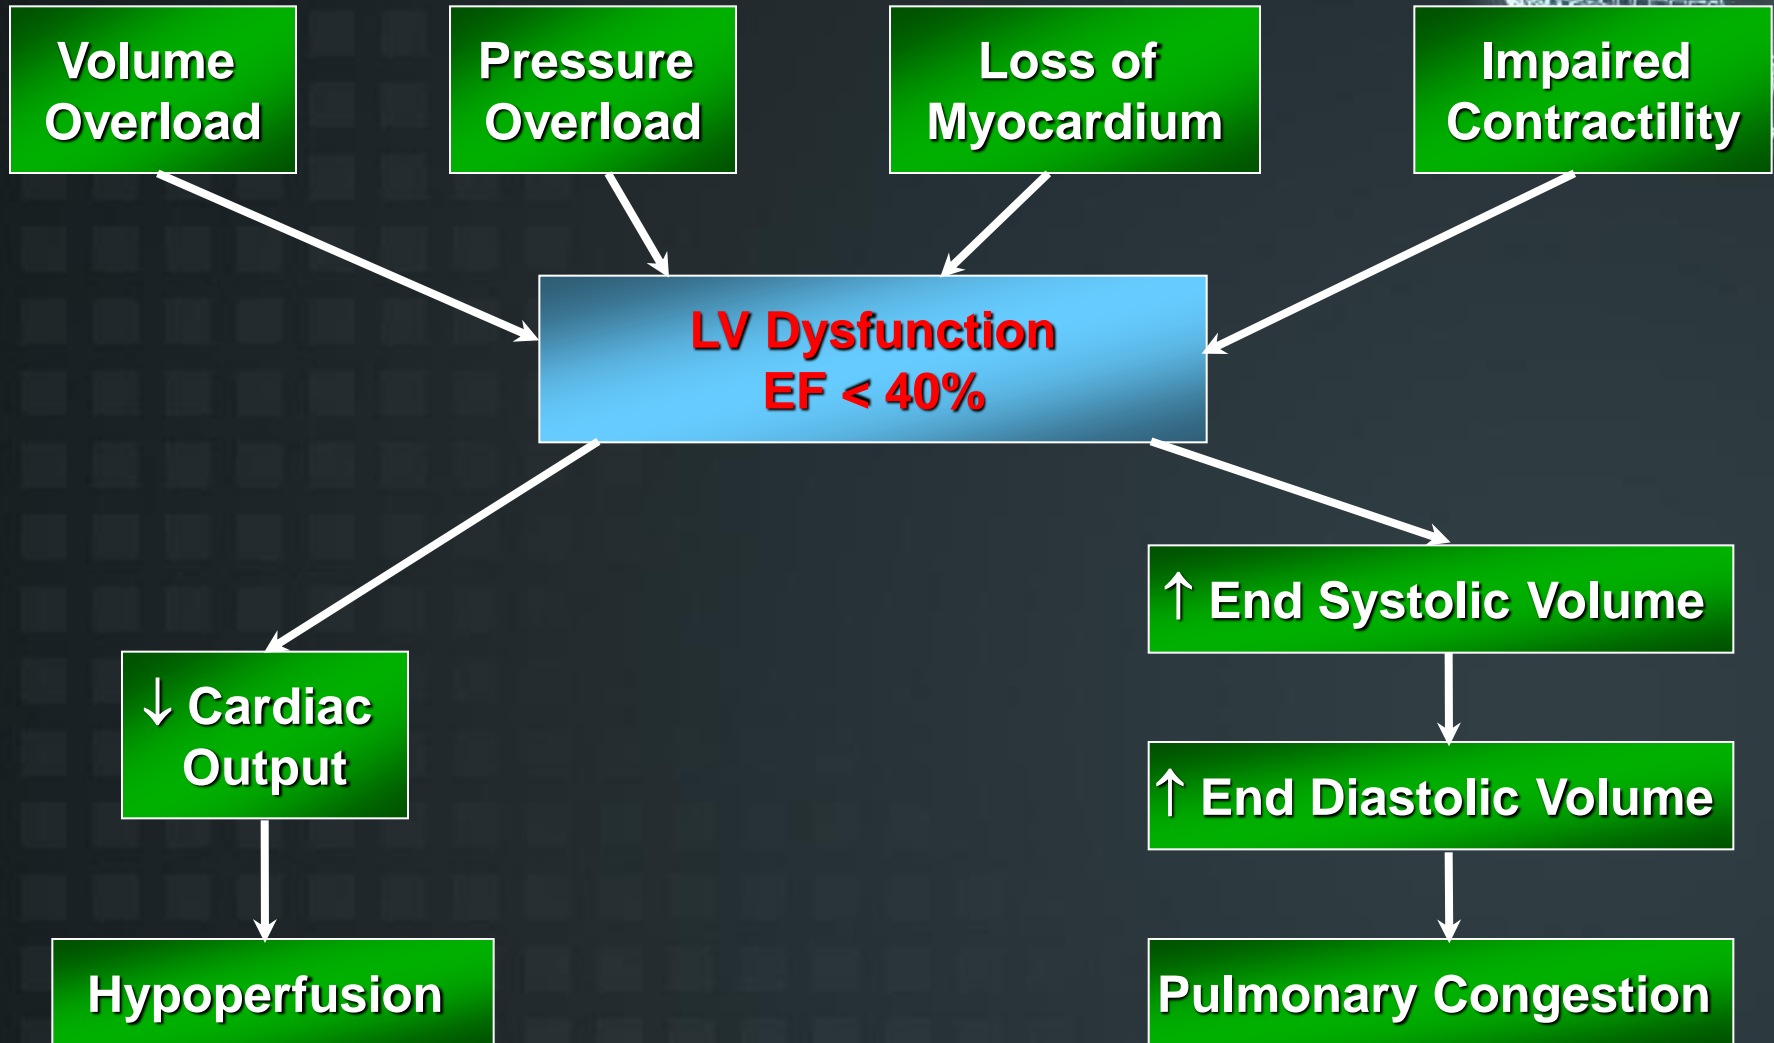 Volume
Overload
Pressure
Overload
Loss of
Myocardium
Impaired
Contractility
LV Dysfunction
EF < 40%
↑ End Systolic Volume
↓ Cardiac
Output
↑ End Diastolic Volume
Hypoperfusion
Pulmonary Congestion